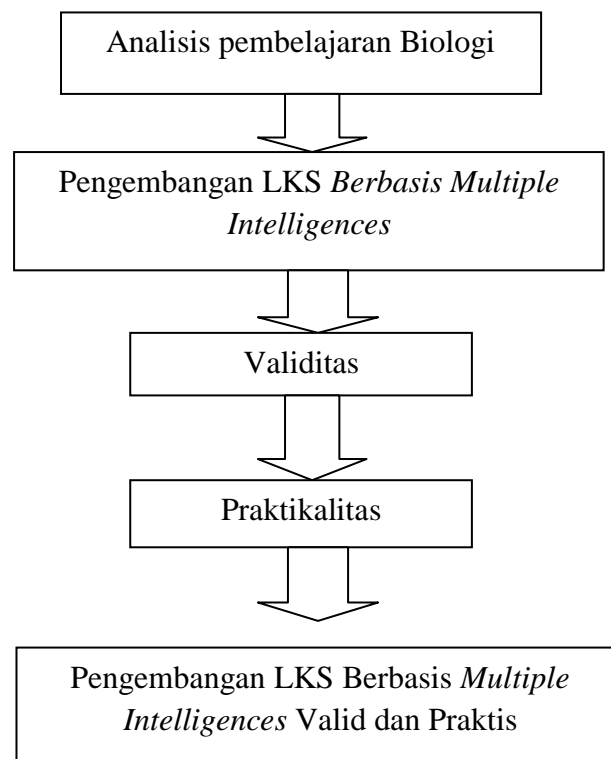 Analisis pembelajaran Biologi
Pengembangan LKS Berbasis Multiple
Intelligences
Validitas
Praktikalitas
Pengembangan LKS Berbasis Multiple
Intelligences Valid dan Praktis